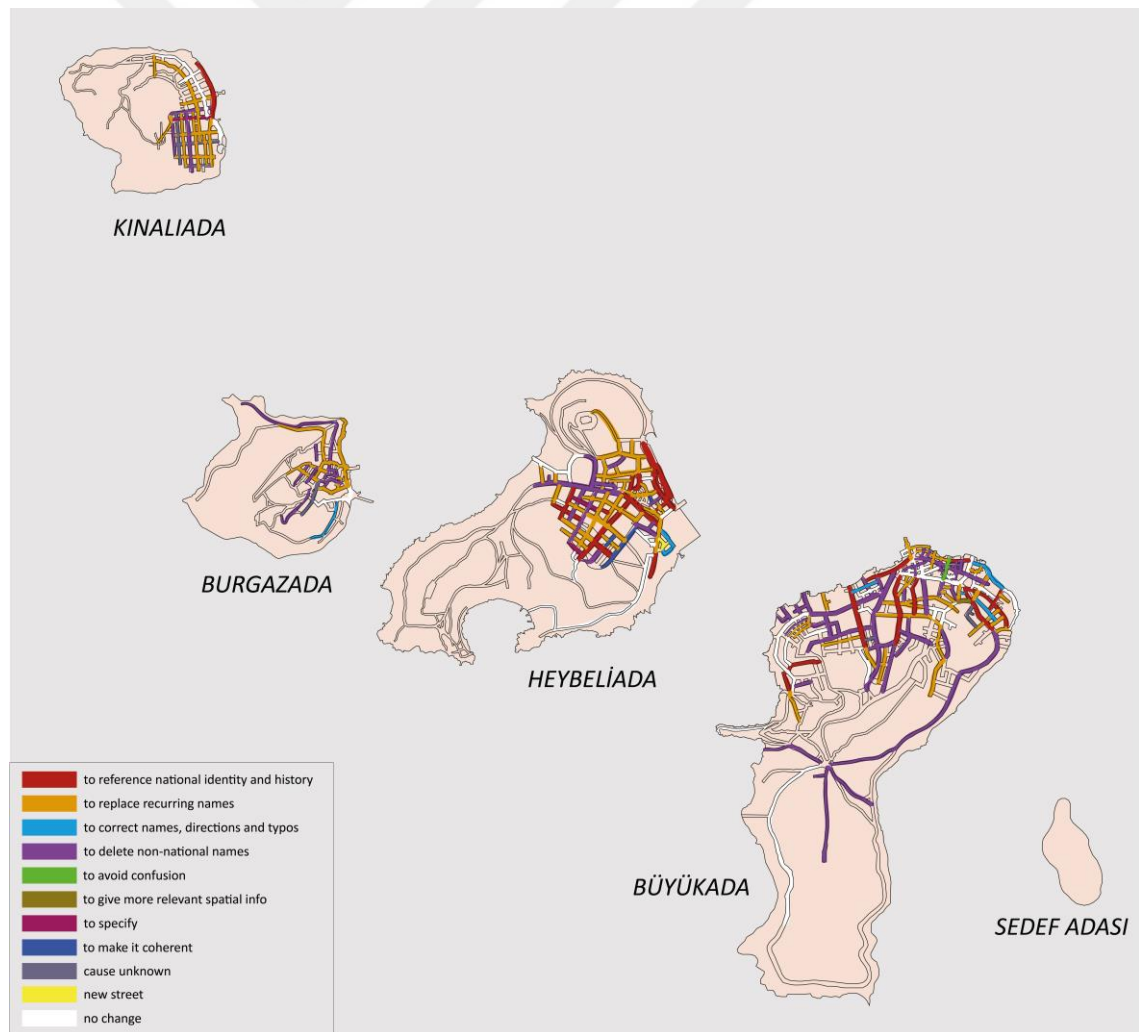 KINALIADA
BURGAZADA
HEYBELİADA
BÜYÜKADA
SEDEF ADASI
to reference national identity and history
to replace recurring names
to correct names, directions and typos
to delete non-national names
to avoid confusion
to give more relevant spatial info
to specify
to make it coherent
cause unknown
new street
no change